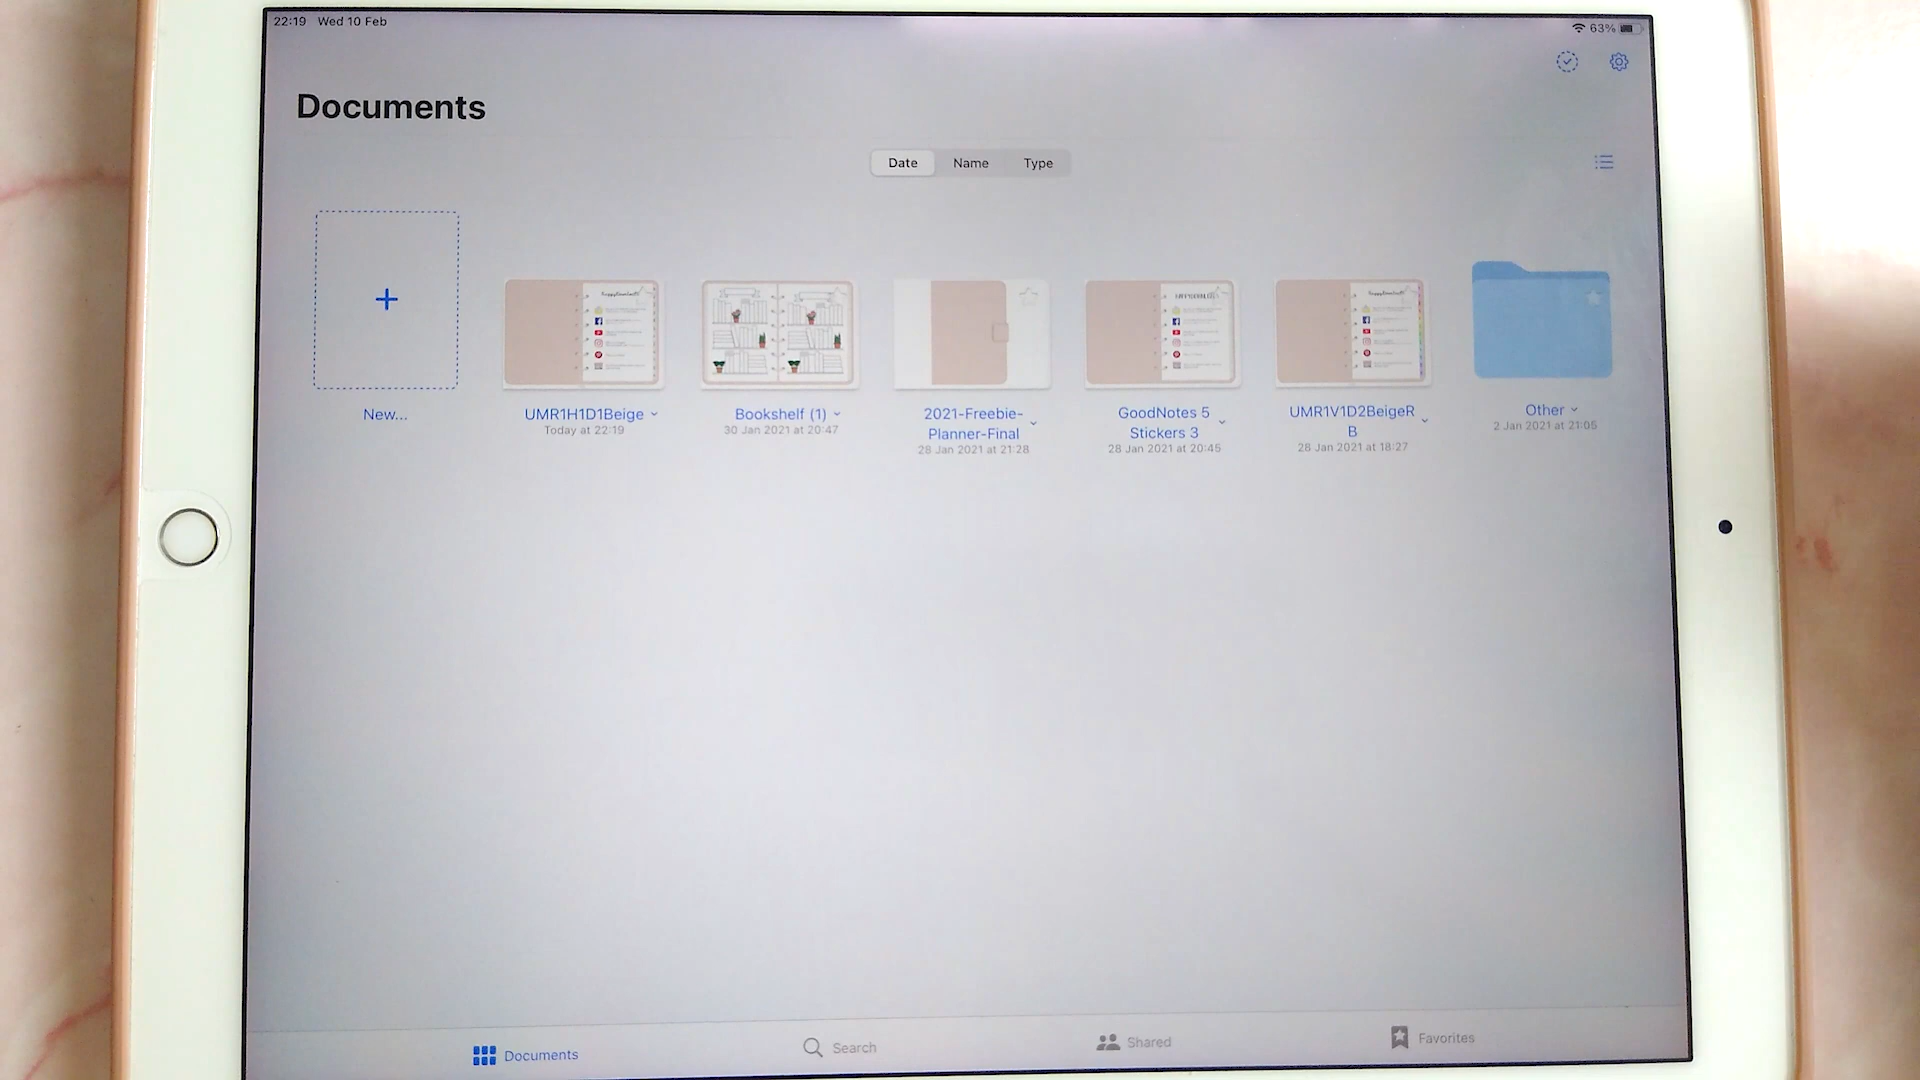 22:19 Wed 10 Feb
63%
Documents
Date Name Type
New...
UMR1H1D1Beige
Today at 22:19
Bookshelf (1)
30 Jan 2021 at 20:47
2021-Freebie-
Planner-Final
28 Jan 2021 at 21:28
GoodNotes 5
Stickers 3
28 Jan 2021 at 20:45
UMR1V1D2BeigeR
B
28 Jan 2021 at 18:27
Other
2 Jan 2021 at 21:05
Documents
Search
Shared
Favorites